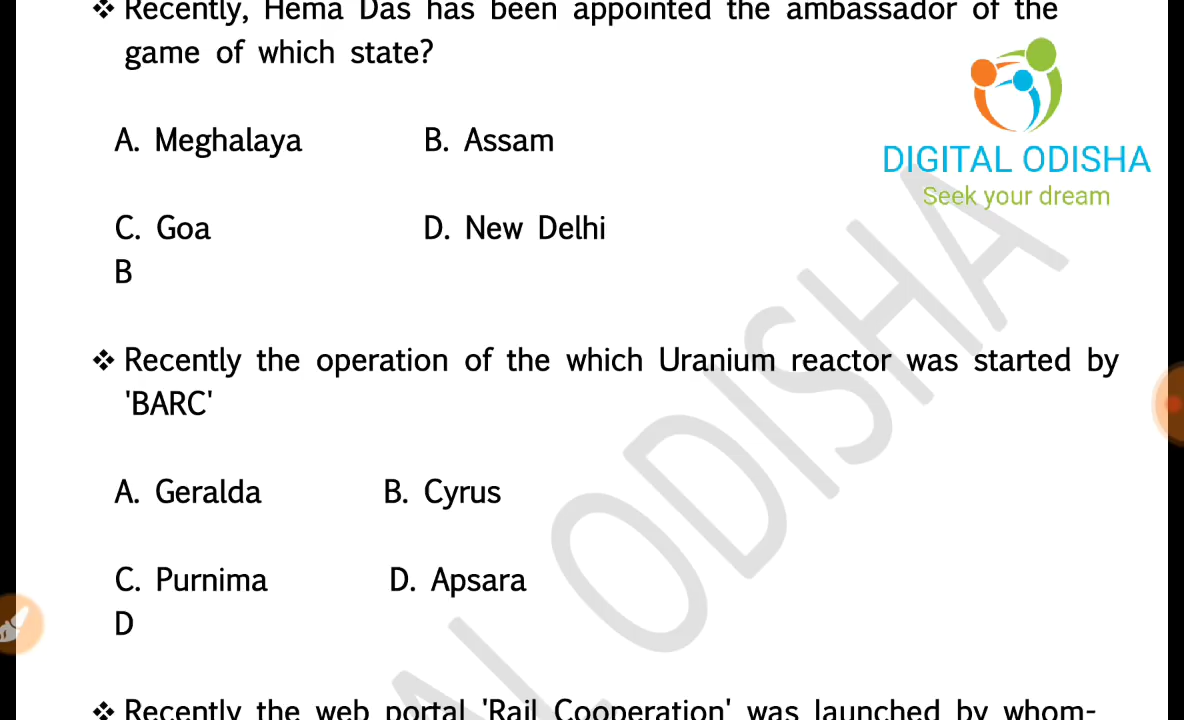 ❖ Recently, Hema Das has been appointed the ambassador of the
game of which state?
DIGITAL ODISHA
Seek your dream
A. Meghalaya B. Assam
C. Goa D. New Delhi
B
❖ Recently the operation of the which Uranium reactor was started by
'BARC'
A. Geralda B. Cyrus
C. Purnima D. Apsara
D
❖ Recently the web portal 'Rail Cooperation' was launched by whom-
AL ODISHA